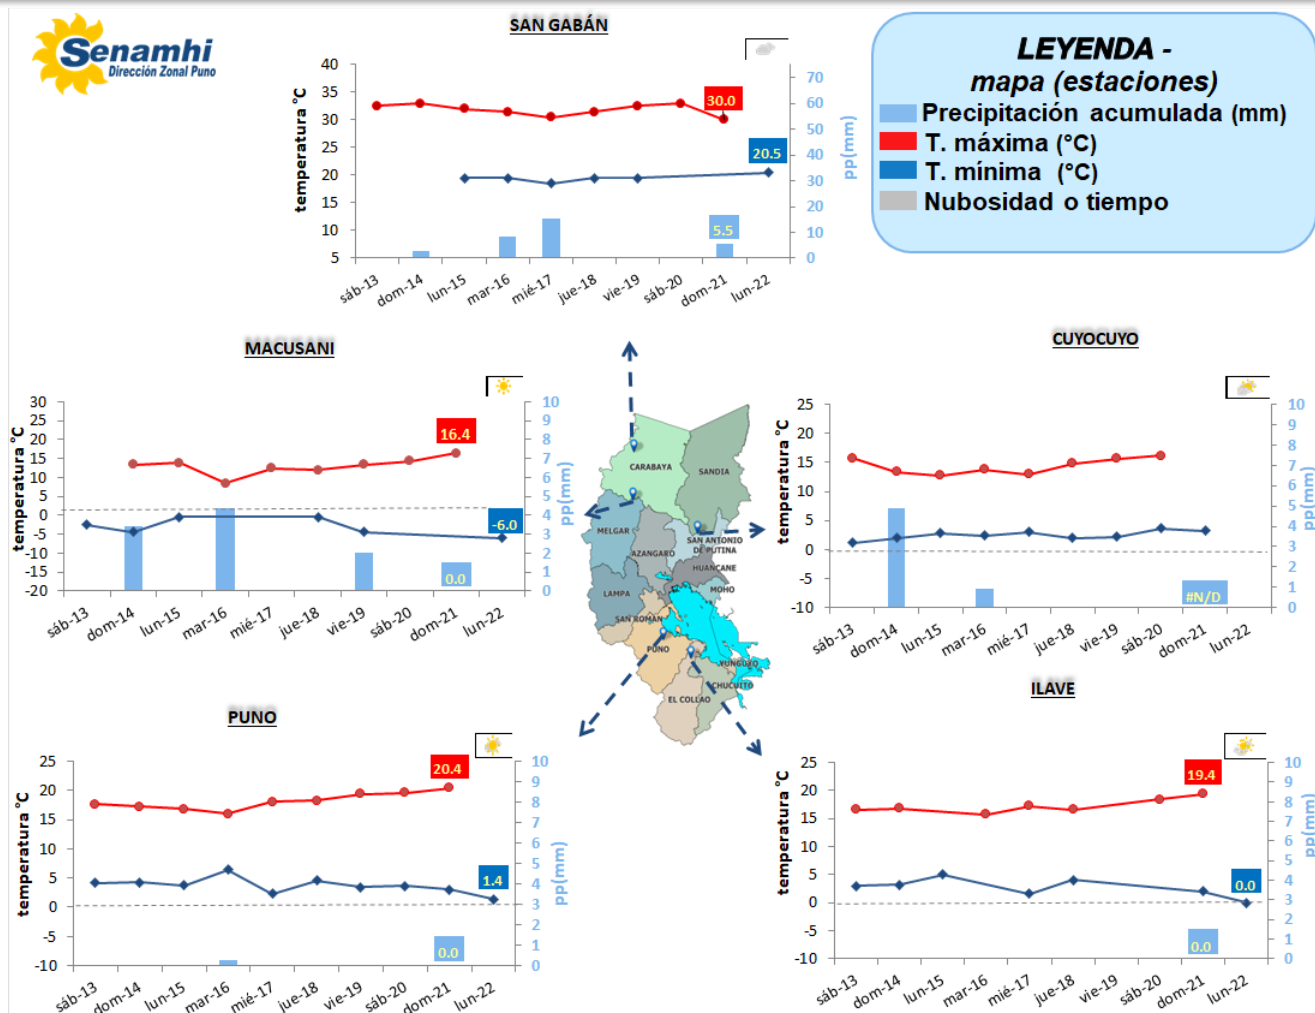 Senamhi
Dirección Zonal Puno
SAN GABÁN
LEYENDA -
mapa (estaciones)
Precipitación acumulada (mm)
T. máxima (°C)
T. mínima (°C)
Nubosidad o tiempo
temperatura °C
40
35
30
25
20
15
10
5
30.0
20.5
5.5
70
60
50
40
30
20
10
0
pp(mm)
sáb-13
dom-14
lun-15
mar-16
mié-17
jue-18
vie-19
sáb-20
dom-21
lun-22
MACUSANI
temperatura °C
30
25
20
15
10
5
0
-5
-10
-15
-20
16.4
-6.0
0.0
10
9
8
7
6
5
4
3
2
1
0
pp(mm)
sáb-13
dom-14
lun-15
mar-16
mié-17
jue-18
vie-19
sáb-20
dom-21
lun-22
CARABAYA
SANDIA
MELGAR
AZANGARO
SAN ANTONIO
DE PUTINA
HUANCANE
MOHO
LAMPA
SAN ROMAN
PUNO
YUNGUYO
CHUCUITO
EL COLLAO
CUYOCUYO
temperatura °C
25
20
15
10
5
0
-5
-10
#N/D
10
9
8
7
6
5
4
3
2
1
0
pp(mm)
sáb-13
dom-14
lun-15
mar-16
mié-17
jue-18
vie-19
sáb-20
dom-21
lun-22
PUNO
temperatura °C
25
20
15
10
5
0
-5
-10
20.4
1.4
0.0
10
9
8
7
6
5
4
3
2
1
0
pp(mm)
sáb-13
dom-14
lun-15
mar-16
mié-17
jue-18
vie-19
sáb-20
dom-21
lun-22
ILAVE
temperatura °C
25
20
15
10
5
0
-5
-10
19.4
0.0
0.0
10
9
8
7
6
5
4
3
2
1
0
pp(mm)
sáb-13
dom-14
lun-15
mar-16
mié-17
jue-18
vie-19
sáb-20
dom-21
lun-22